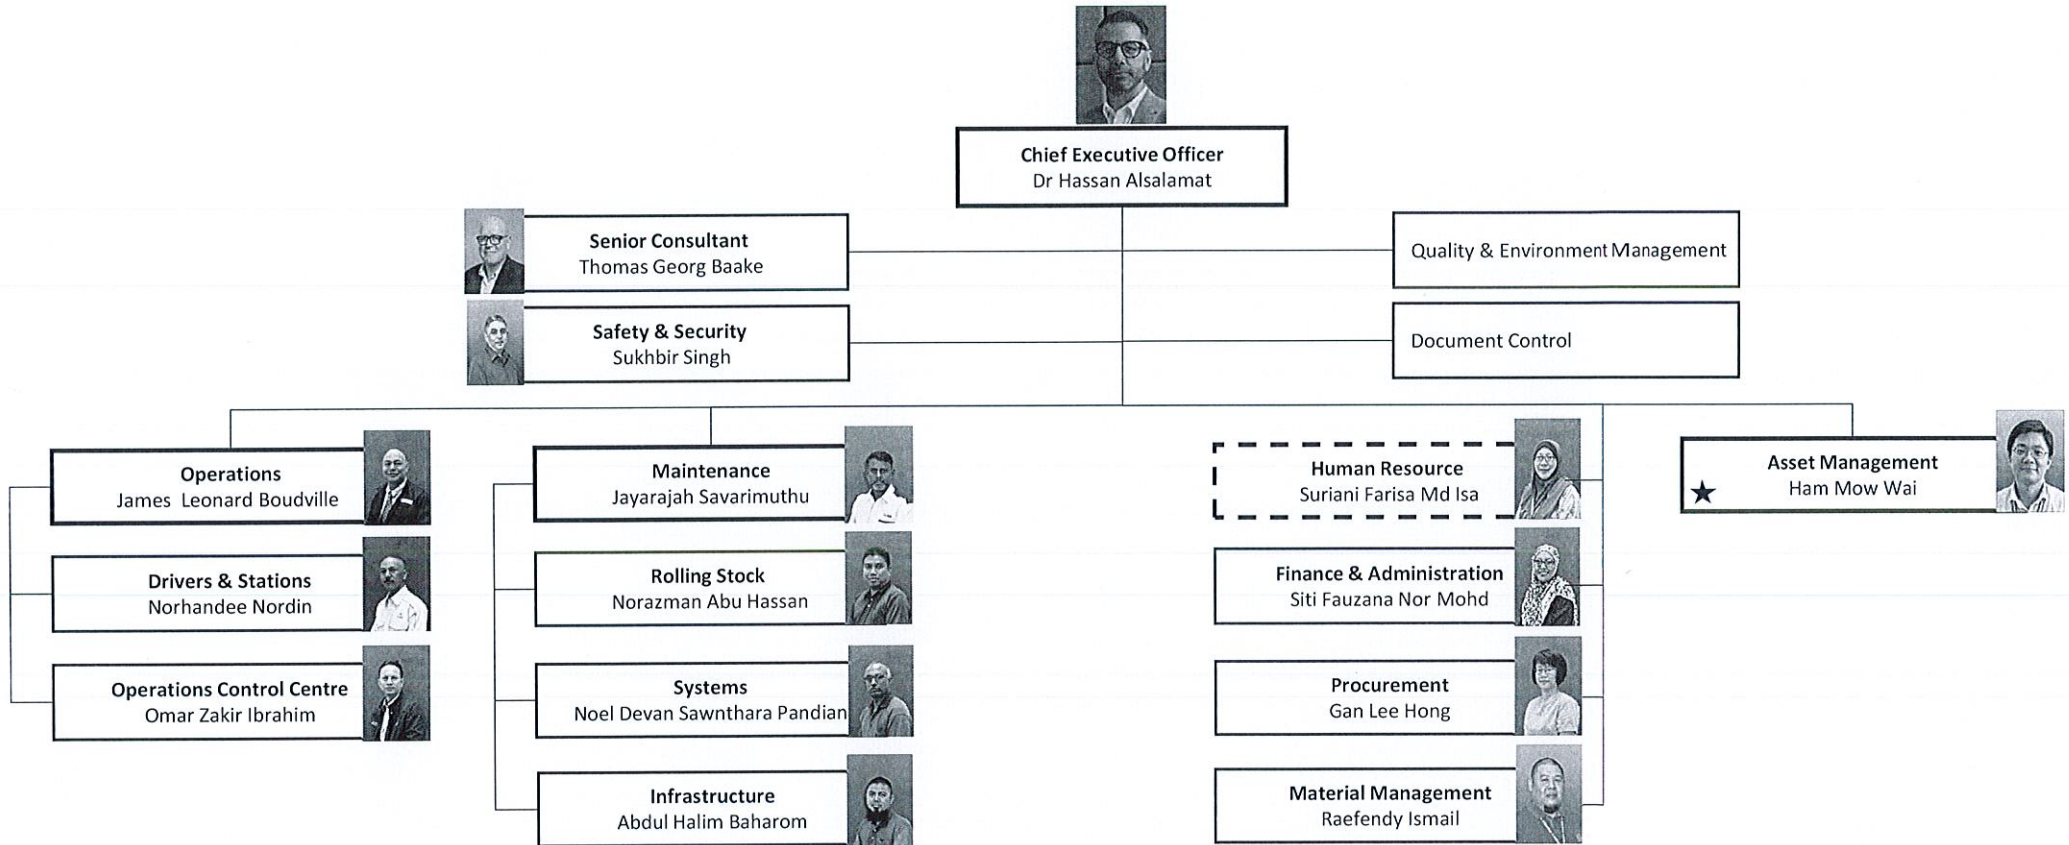 Chief Executive Officer
Dr Hassan Alsalamat
Senior Consultant
Thomas Georg Baake
Quality & Environment Management
Safety & Security
Sukhbir Singh
Document Control
Operations
James Leonard Boudville
Drivers & Stations
Norhandee Nordin
Operations Control Centre
Omar Zakir Ibrahim
Maintenance
Jayarajah Savarimuthu
Rolling Stock
Norazman Abu Hassan
Systems
Noel Devan Sawnthara Pandian
Infrastructure
Abdul Halim Baharom
Human Resource
Suriani Farisa Md Isa
Finance & Administration
Siti Fauzana Nor Mohd
Procurement
Gan Lee Hong
Material Management
Raefendy Ismail
Asset Management
Ham Mow Wai